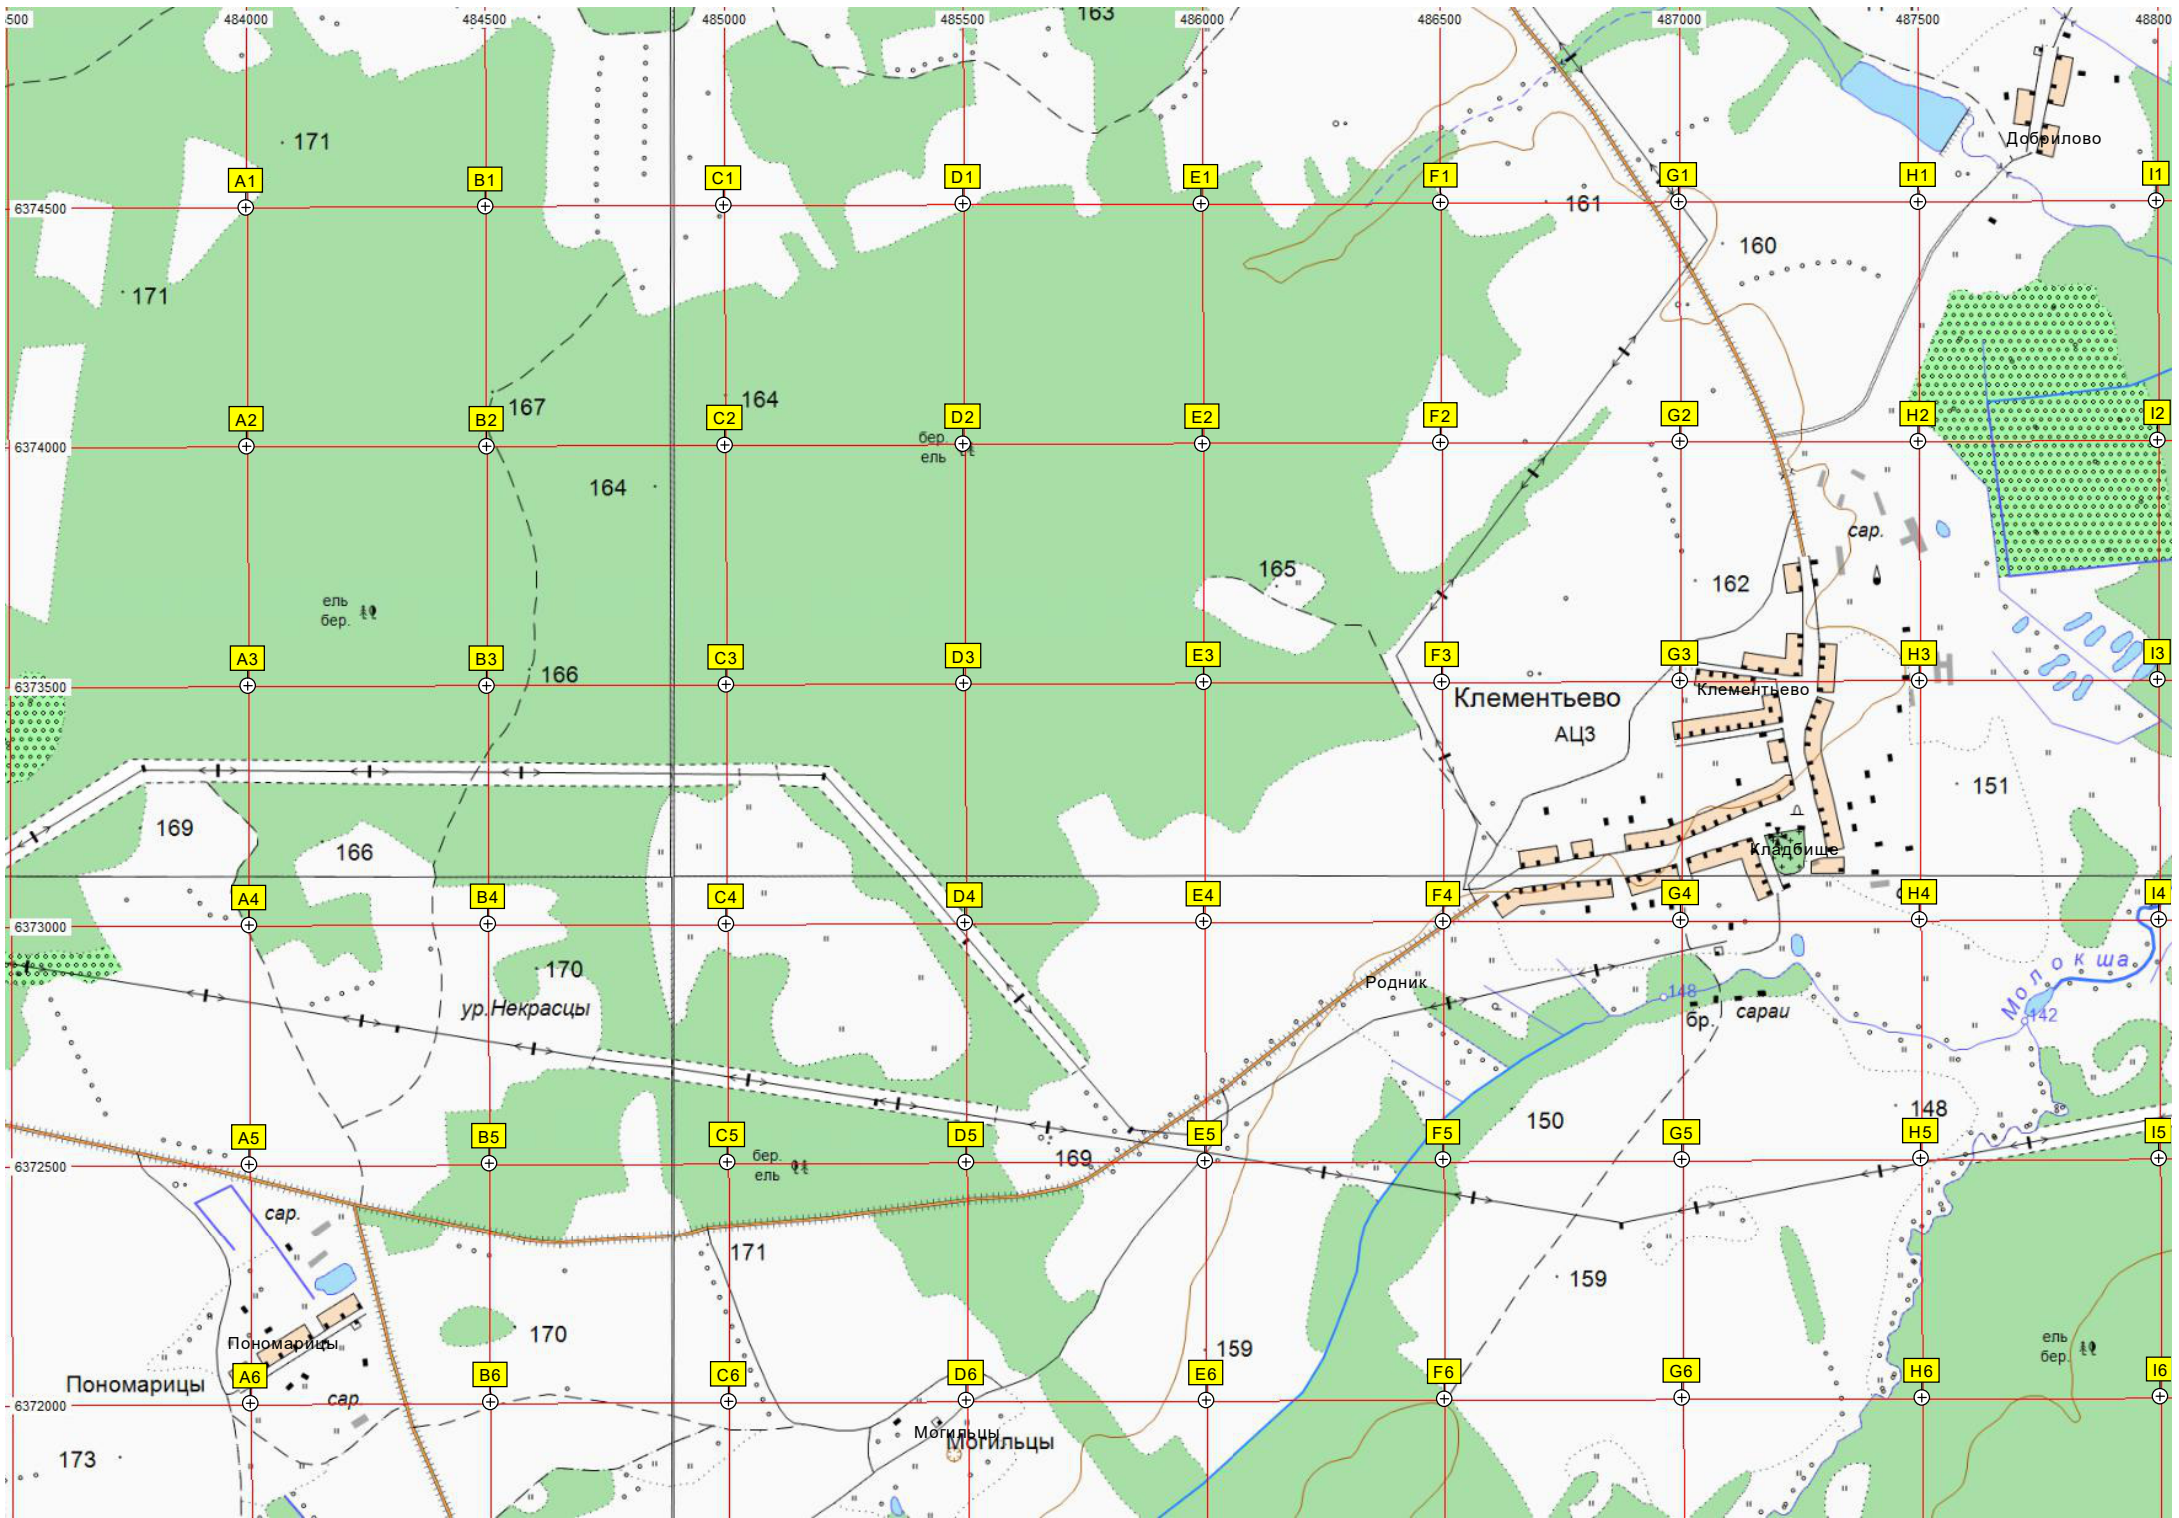 500 484000 484500 485000 485500 486000 486500 487000 487500 488000
163
171
Добрилово
A1 B1 C1 D1 E1 F1 G1 H1 I1
6374500
161
160
171
167
164
A2 B2 C2 D2 E2 F2 G2 H2 I2
6374000
бер.
ель
164
сар.
165
162
ель
бер.
A3 B3 C3 D3 E3 F3 G3 H3 I3
166
6373500
Клементьево
Клементьево
АЦЗ
151
169
166
Кладбище
A4 B4 C4 D4 E4 F4 G4 H4 I4
6373000
170
Родник
Молокша
148
ур.Некрасцы
бр.
сараи
142
148
150
A5 B5 C5 D5 E5 F5 G5 H5 I5
6372500
бер.
ель
169
сар.
171
159
170
Пономарицы
159
ель
бер.
A6 B6 C6 D6 E6 F6 G6 H6 I6
Пономарицы
6372000
сар.
Могильцы
Могильцы
173